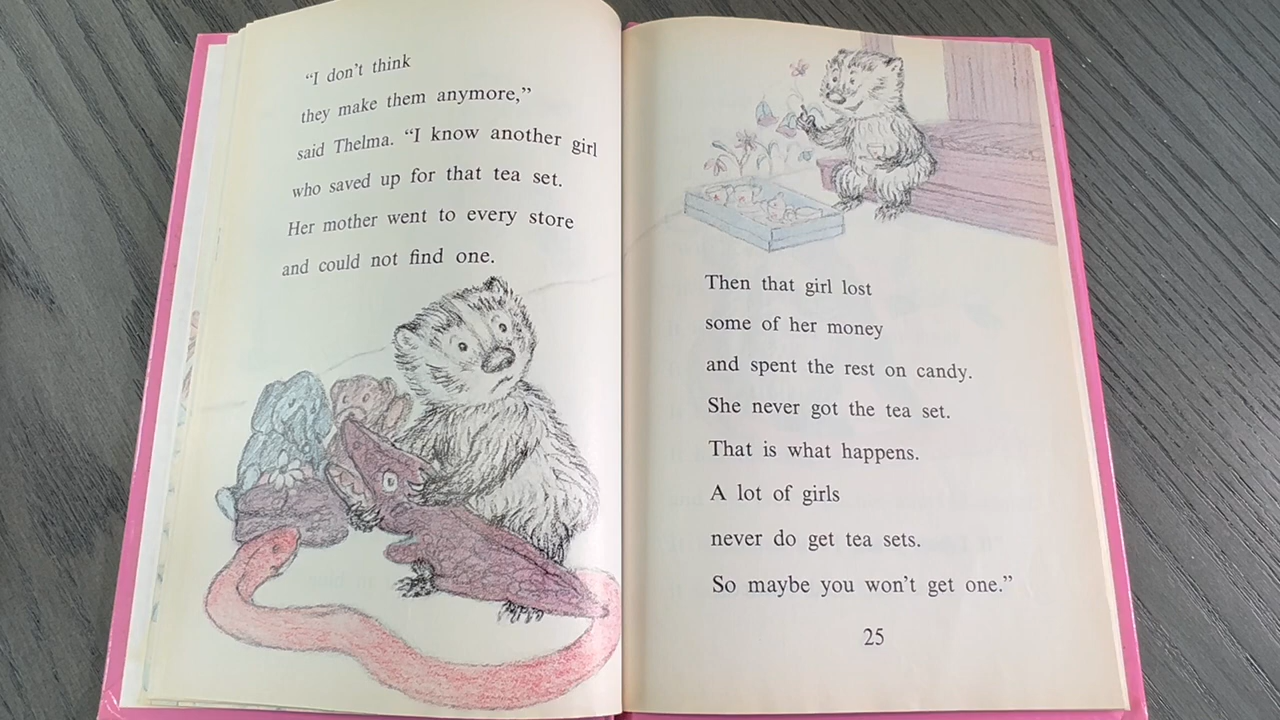 “I don't think
they make them anymore,”
said Thelma. “I know another girl
who saved up for that tea set.
Her mother went to every store
and could not find one.
Then that girl lost
some of her money
and spent the rest on candy.
She never got the tea set.
That is what happens.
A lot of girls
never do get tea sets.
So maybe you won't get one.”
25